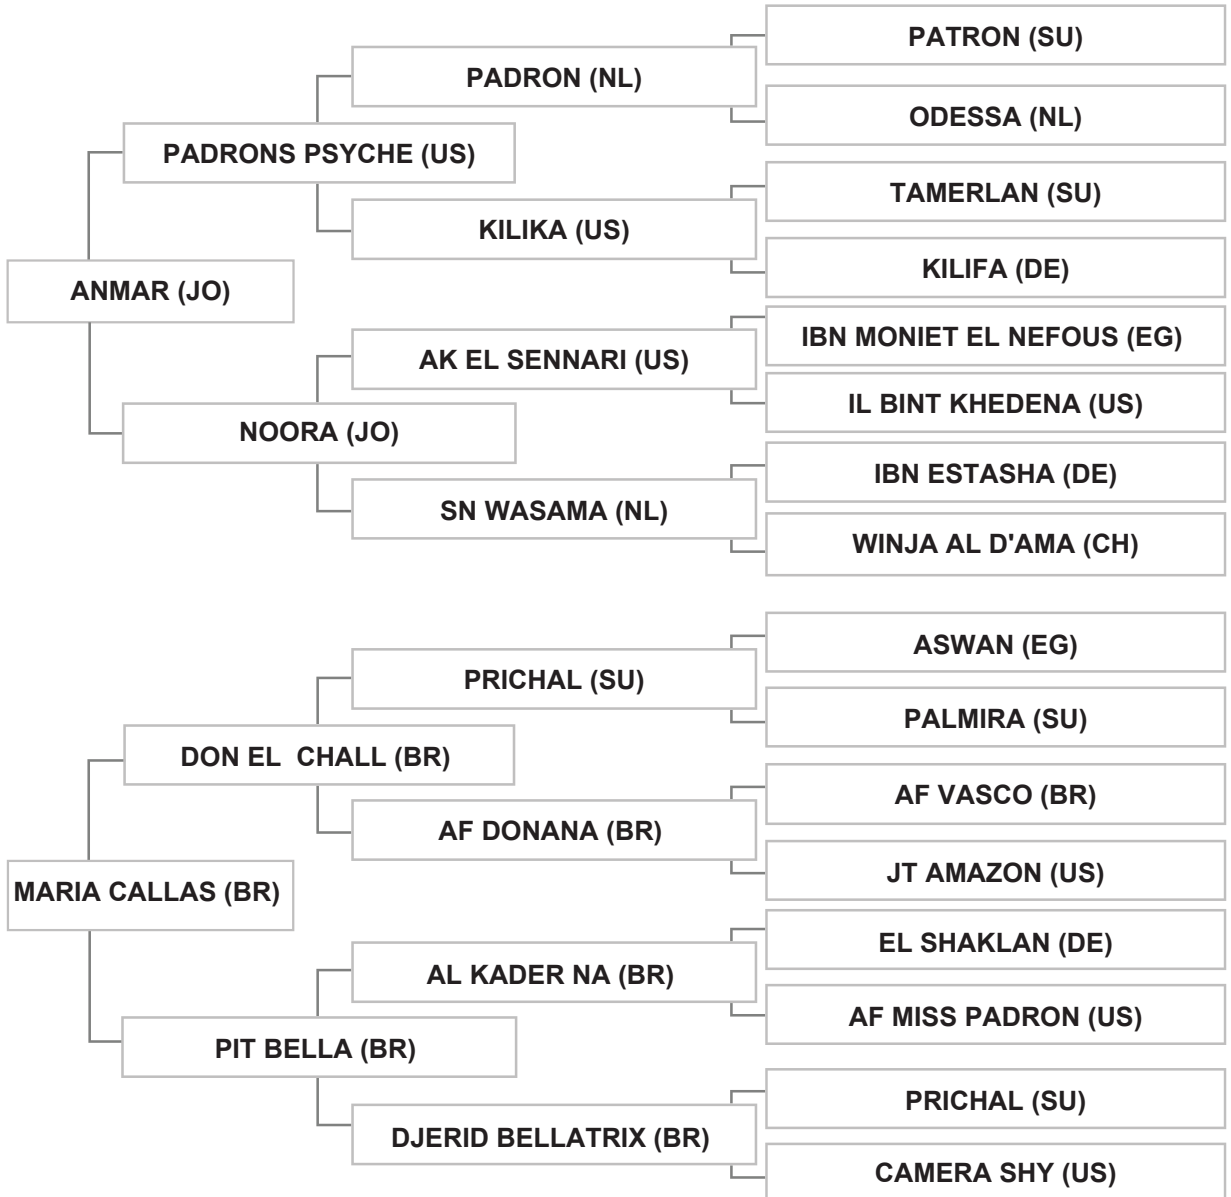 PATRON (SU)
PADRON (NL)
ODESSA (NL)
PADRONS PSYCHE (US)
TAMERLAN (SU)
KILIKA (US)
KILIFA (DE)
ANMAR (JO)
IBN MONIET EL NEFOUS (EG)
AK EL SENNARI (US)
IL BINT KHEDENA (US)
NOORA (JO)
IBN ESTASHA (DE)
SN WASAMA (NL)
WINJA AL D'AMA (CH)
ASWAN (EG)
PRICHAL (SU)
PALMIRA (SU)
DON EL  CHALL (BR)
AF VASCO (BR)
AF DONANA (BR)
JT AMAZON (US)
MARIA CALLAS (BR)
EL SHAKLAN (DE)
AL KADER NA (BR)
AF MISS PADRON (US)
PIT BELLA (BR)
PRICHAL (SU)
DJERID BELLATRIX (BR)
CAMERA SHY (US)